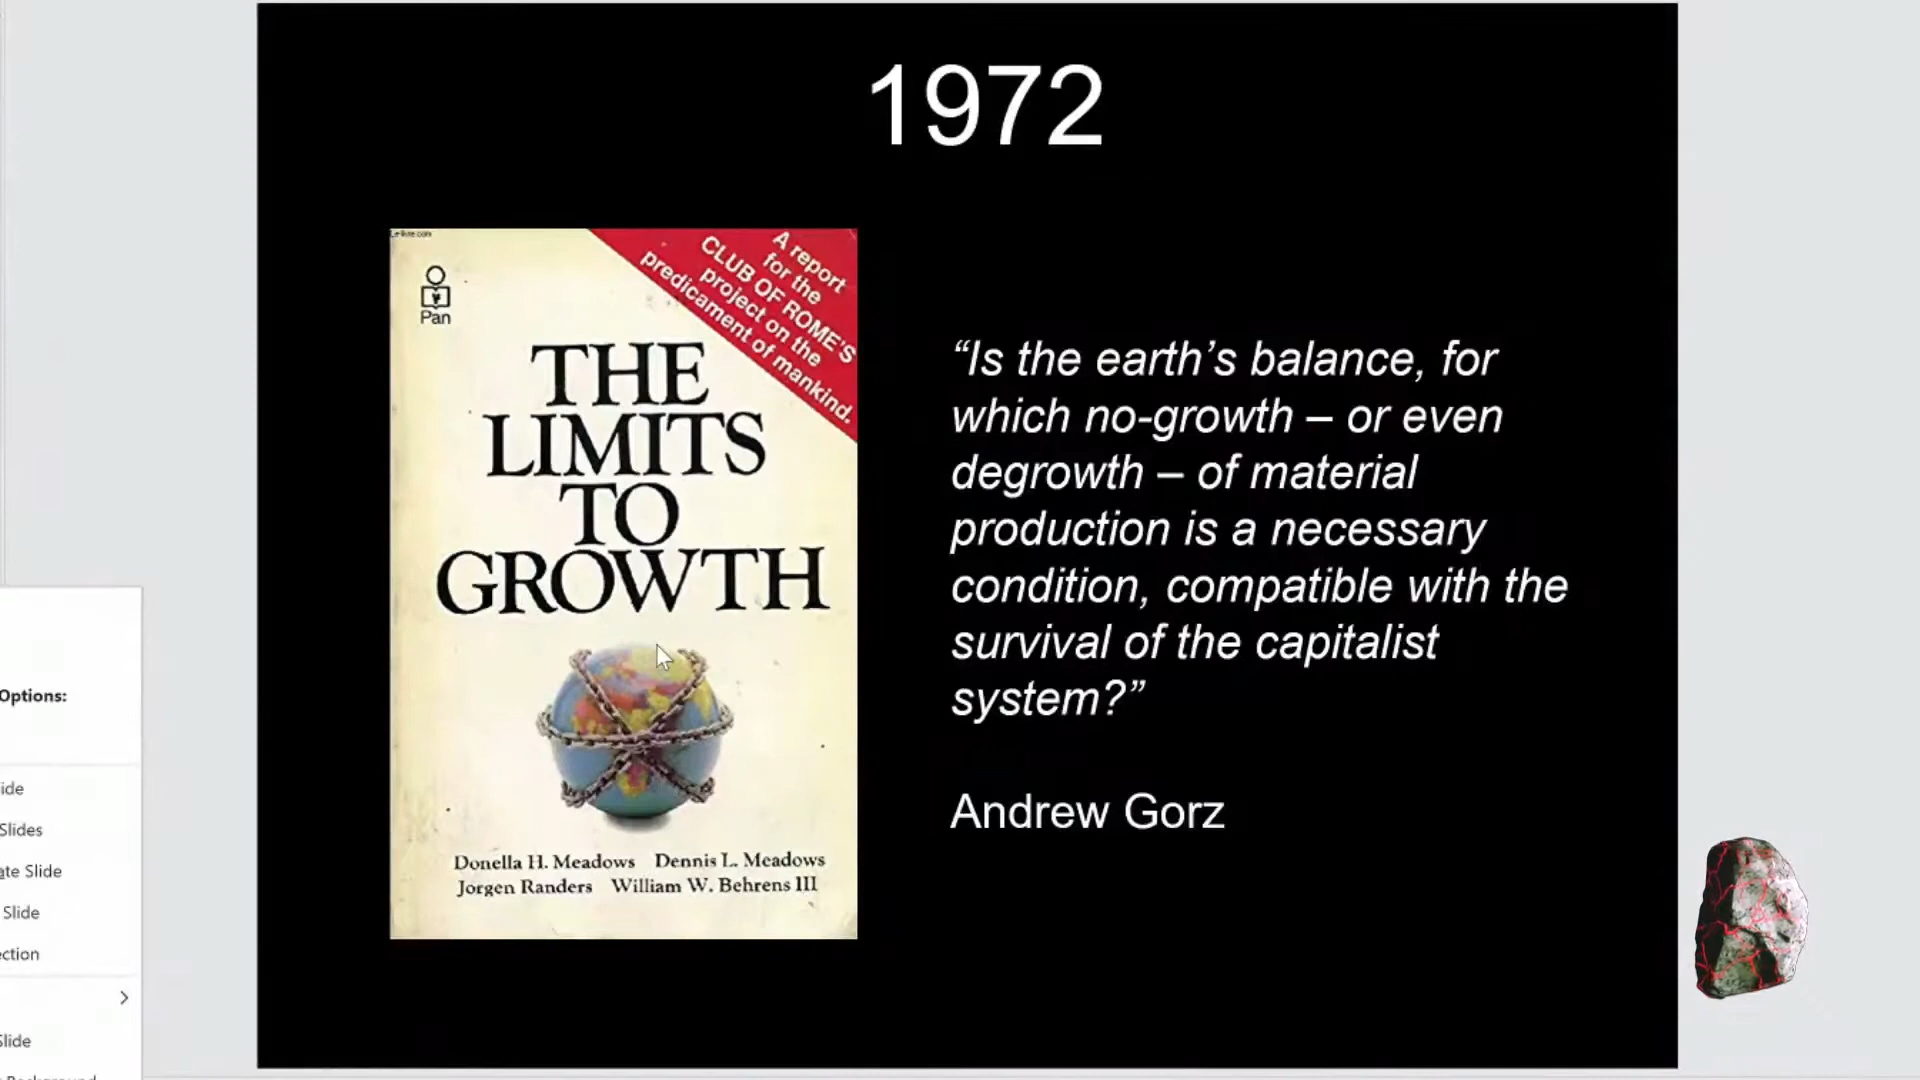 1972
A report
for the
CLUB OF ROME'S
project on the
predicament of mankind.
Pan
THE
LIMITS
TO
GROWTH
Donella H. Meadows Dennis L. Meadows
Jorgen Randers William W. Behrens III
“Is the earth’s balance, for
which no-growth – or even
degrowth – of material
production is a necessary
condition, compatible with the
survival of the capitalist
system?”
Andrew Gorz
Options:
ide
Slides
ate Slide
Slide
ection
Slide